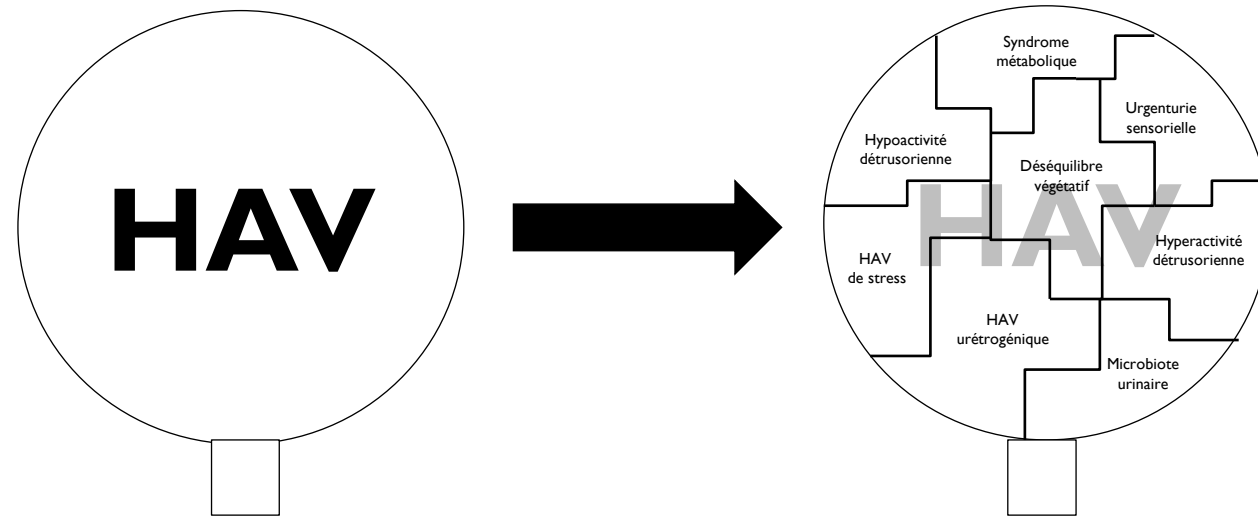 HAV
Syndrome
métabolique
Urgenturie
sensorielle
Hypoactivité
détrusorienne
Déséquilibre
végétatif
HAV
HAV
de stress
Hyperactivité
détrusorienne
HAV
urétrogénique
Microbiote
urinaire